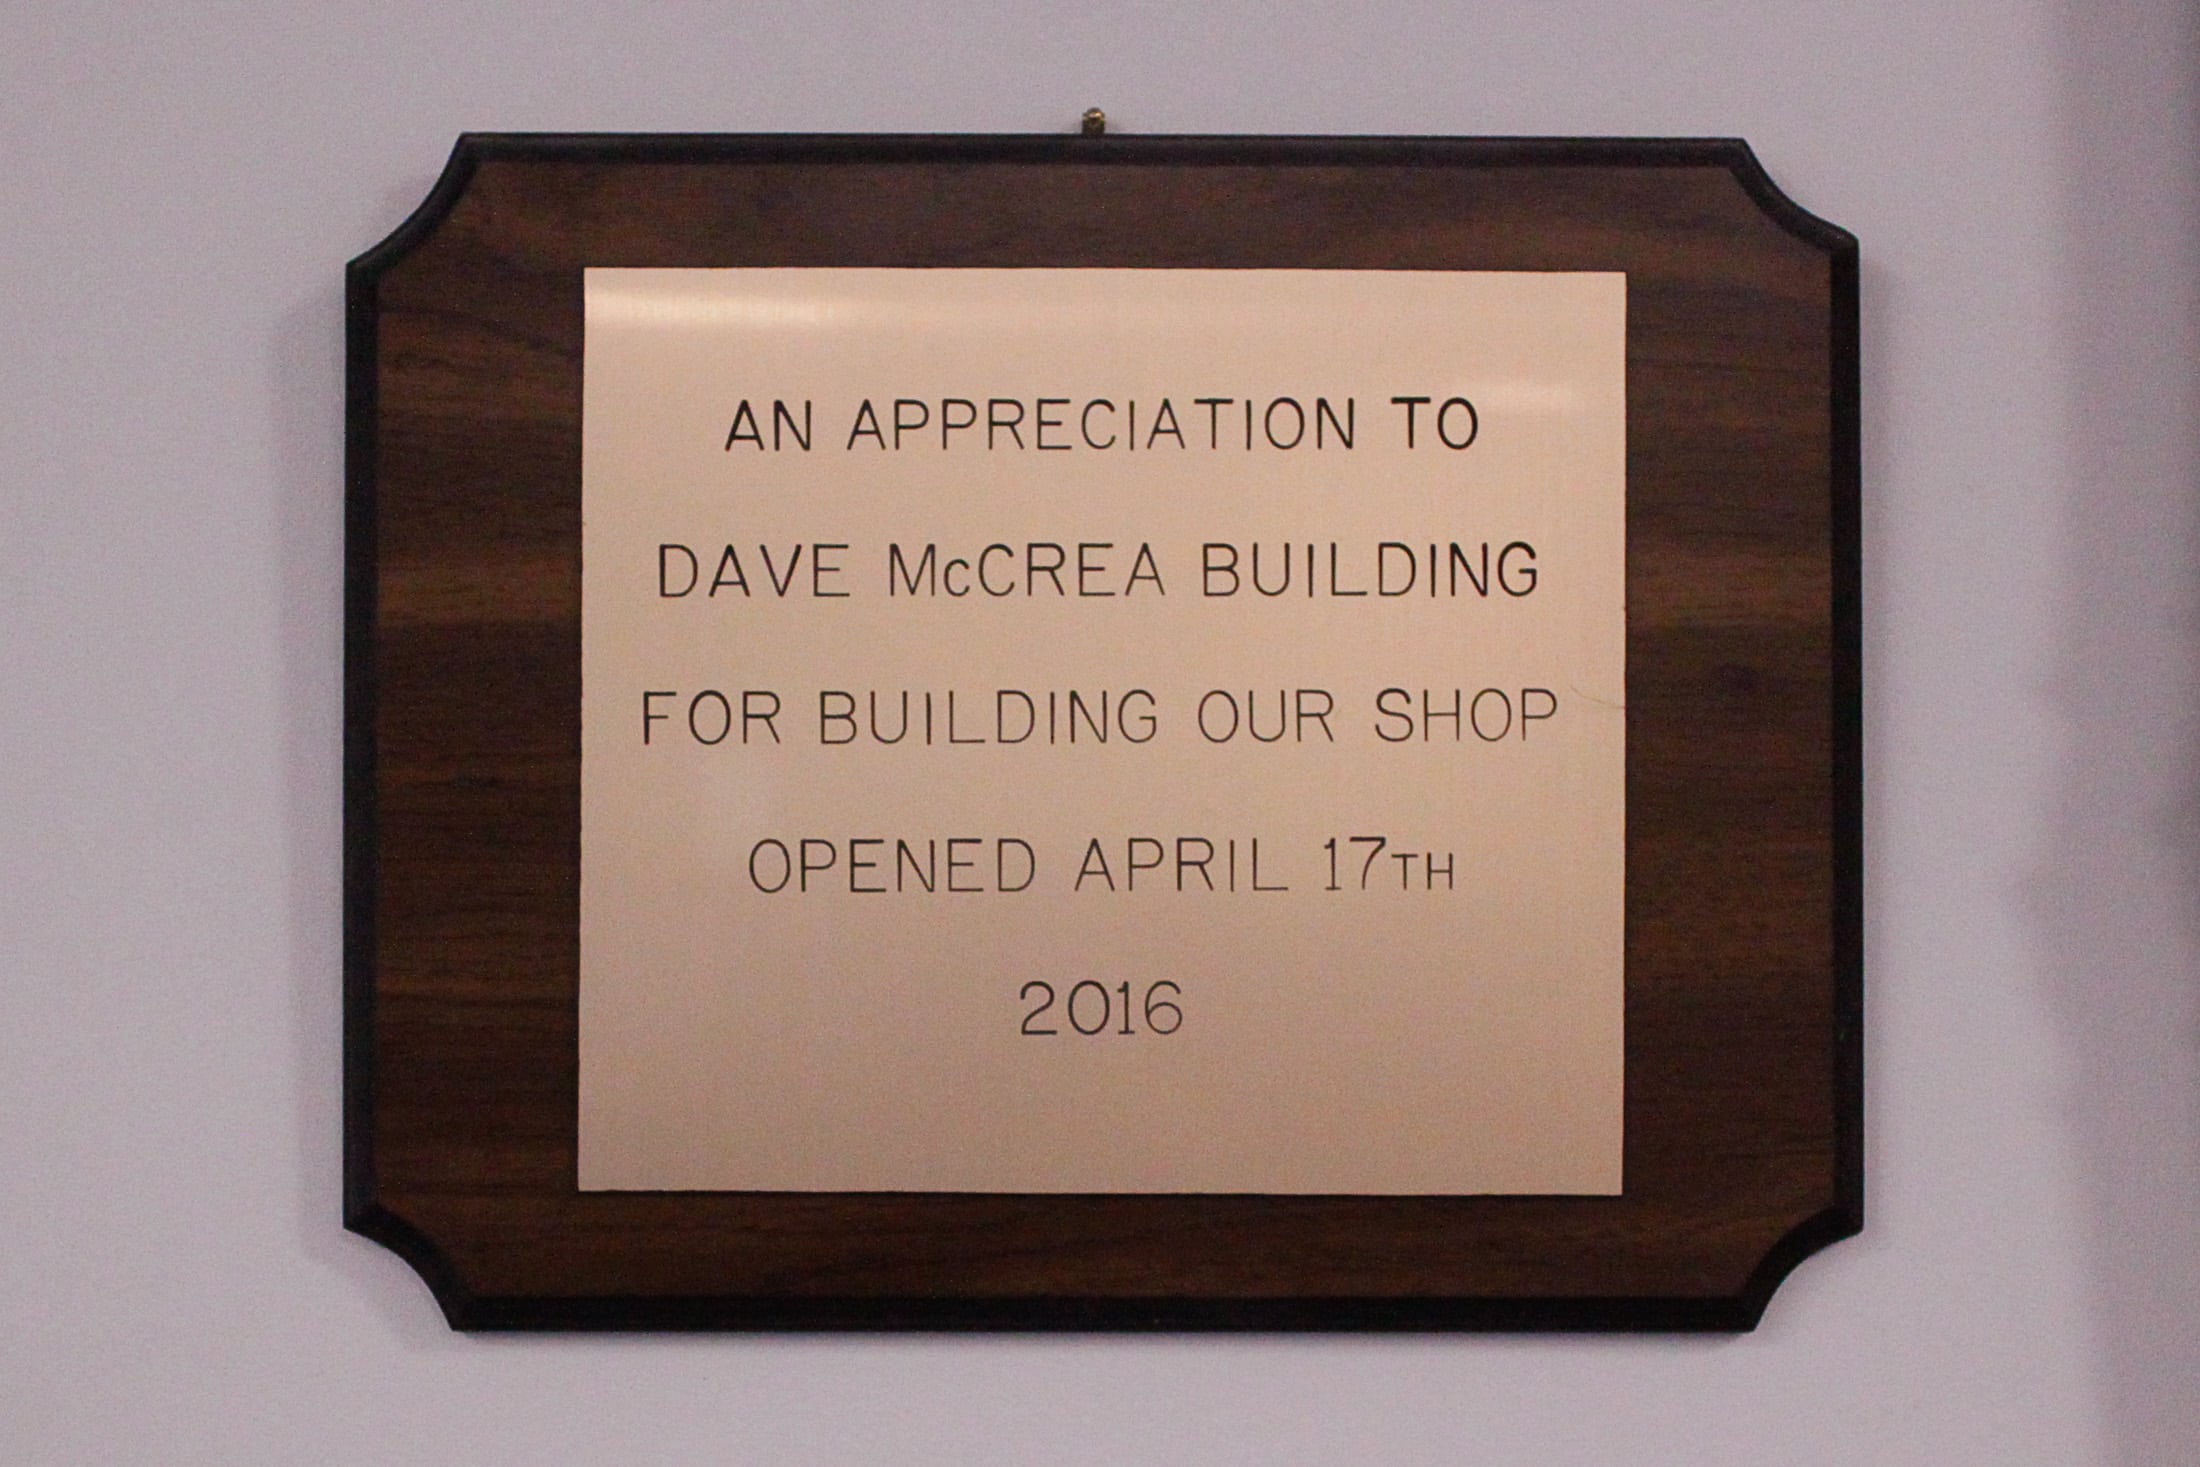 AN APPRECIATION TO
DAVE McCREA BUILDING
FOR BUILDING OUR SHOP
OPENED APRIL 17TH
2016